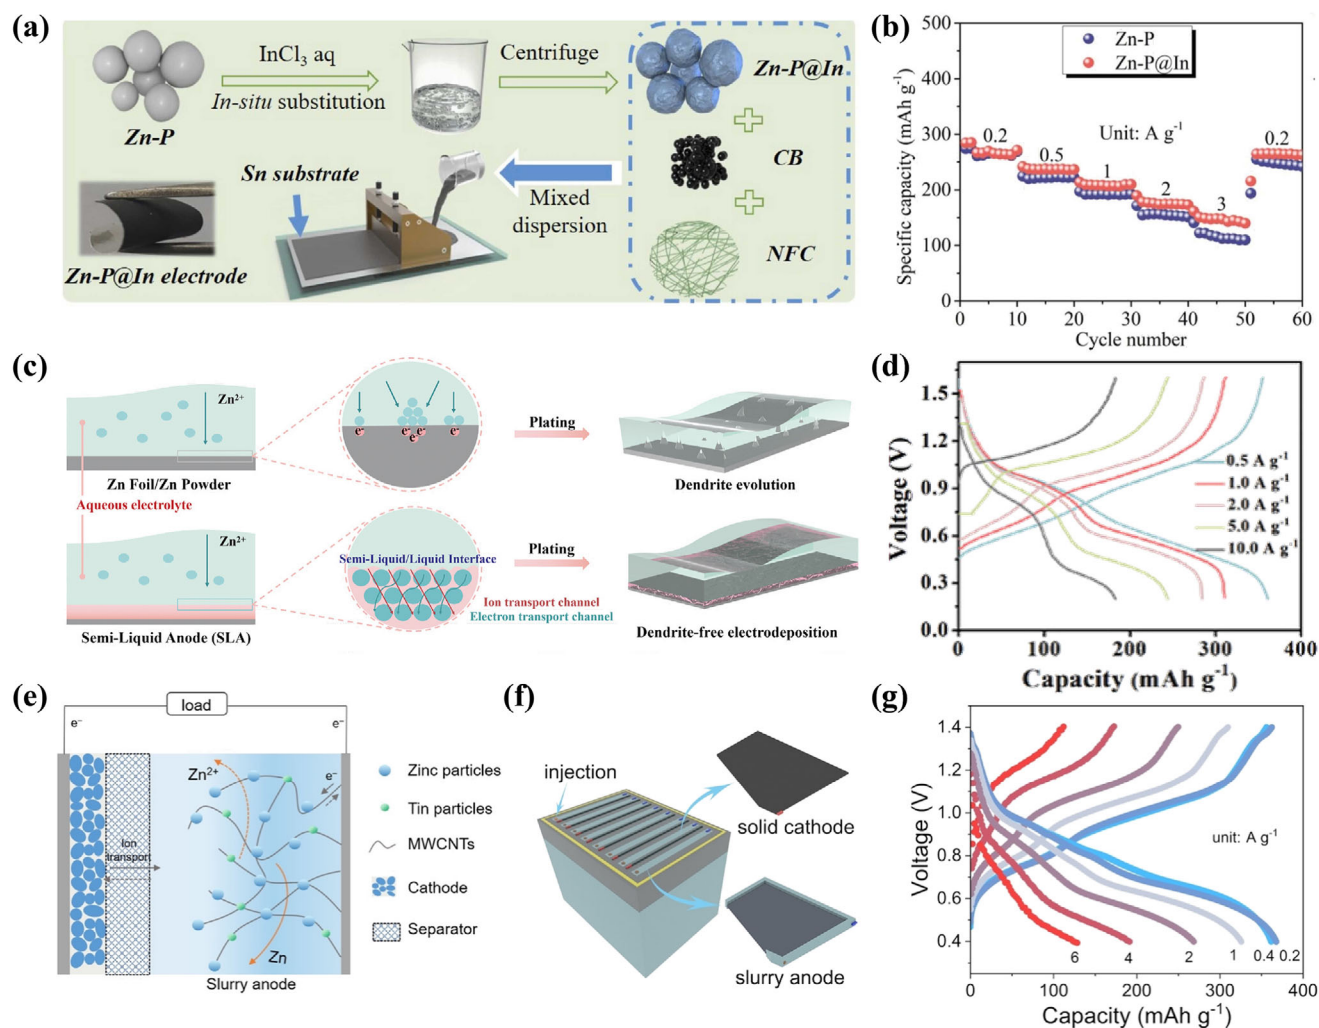 (a)
InCl₃ aq
In-situ substitution
Centrifuge
Zn-P
Zn-P@In
CB
NFC
Sn substrate
Mixed
dispersion
Zn-P@In electrode
(b)
Zn-P
Zn-P@In
Unit: A g⁻¹
0.2
0.5
1
2
3
0.2
500
400
300
200
100
0
Specific capacity (mAh g⁻¹)
0 10 20 30 40 50 60
Cycle number
(c)
Zn²⁺
e⁻ e⁻ e⁻ e⁻ e⁻
Plating
Zn Foil/Zn Powder
Dendrite evolution
Aqueous electrolyte
Zn²⁺
Semi-Liquid/Liquid Interface
Plating
Ion transport channel
Electron transport channel
Semi-Liquid Anode (SLA)
Dendrite-free electrodeposition
(d)
1.5
1.2
0.9
0.6
0.3
0.0
Voltage (V)
0.5 A g⁻¹
1.0 A g⁻¹
2.0 A g⁻¹
5.0 A g⁻¹
10.0 A g⁻¹
0 100 200 300 400
Capacity (mAh g⁻¹)
(e)
load
e⁻
e⁻
Zn²⁺
e⁻
Ion
transport
Zn
Slurry anode
Zinc particles
Tin particles
MWCNTs
Cathode
Separator
(f)
injection
solid cathode
slurry anode
(g)
1.4
1.2
1.0
0.8
0.6
0.4
Voltage (V)
unit: A g⁻¹
6 4 2 1 0.4 0.2
0 100 200 300 400
Capacity (mAh g⁻¹)